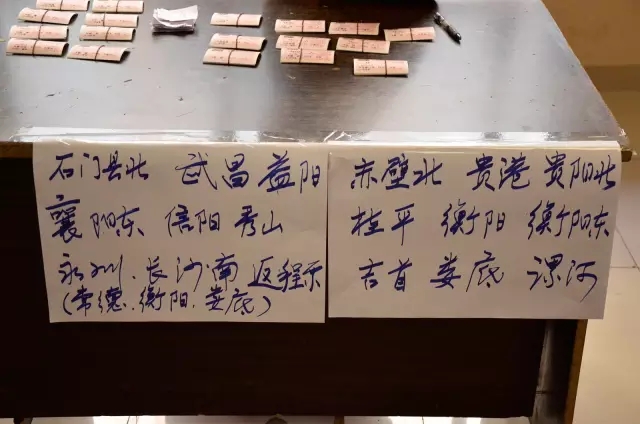 石门县北 武昌 益阳
襄阳东 信阳 秀山
永州.长沙南 返程票
(常德.衡阳.娄底)
赤壁北 贵港 贵阳北
桂平 衡阳 衡阳东
吉首 娄底 漯河